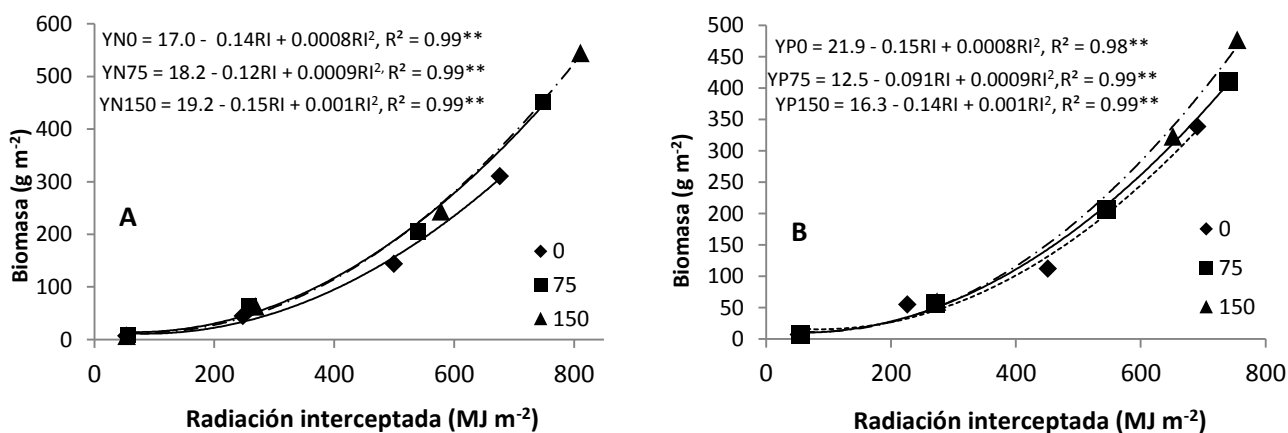 YN0 = 17.0 - 0.14RI + 0.0008RI², R² = 0.99**
YN75 = 18.2 - 0.12RI + 0.0009RI², R² = 0.99**
YN150 = 19.2 - 0.15RI + 0.001RI², R² = 0.99**
Biomasa (g m⁻²)
600
500
400
300
200
100
0
A
0
75
150
0 200 400 600 800
Radiación interceptada (MJ m⁻²)
YP0 = 21.9 - 0.15RI + 0.0008RI², R² = 0.98**
YP75 = 12.5 - 0.091RI + 0.0009RI², R² = 0.99**
YP150 = 16.3 - 0.14RI + 0.001RI², R² = 0.99**
Biomasa (g m⁻²)
500
450
400
350
300
250
200
150
100
50
0
B
0
75
150
0 200 400 600 800
Radiación interceptada (MJ m⁻²)